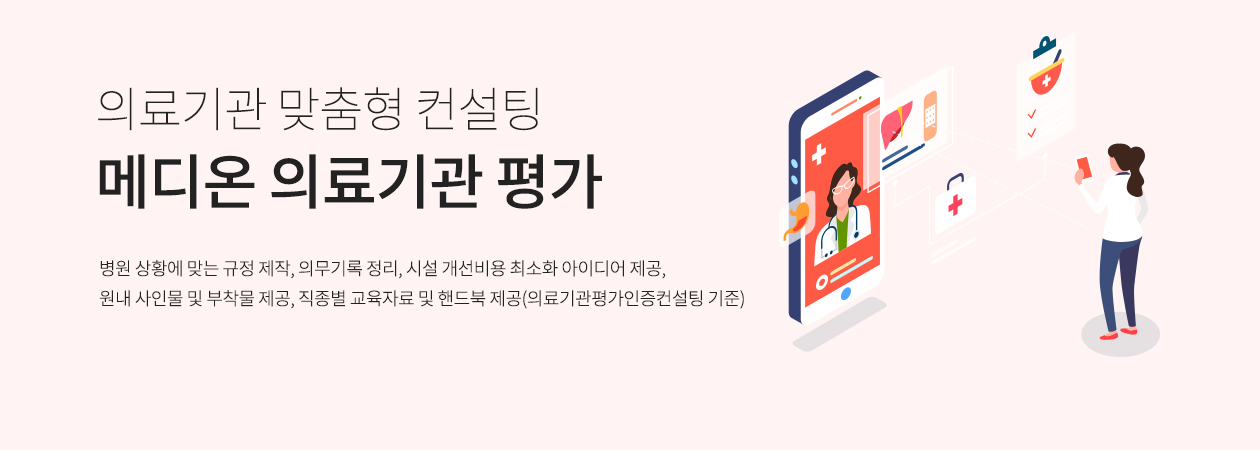 의료기관 맞춤형 컨설팅
메디온 의료기관 평가
병원 상황에 맞는 규정 제작, 의무기록 정리, 시설 개선비용 최소화 아이디어 제공,
원내 사인물 및 부착물 제공, 직종별 교육자료 및 핸드북 제공(의료기관평가인증컨설팅 기준)